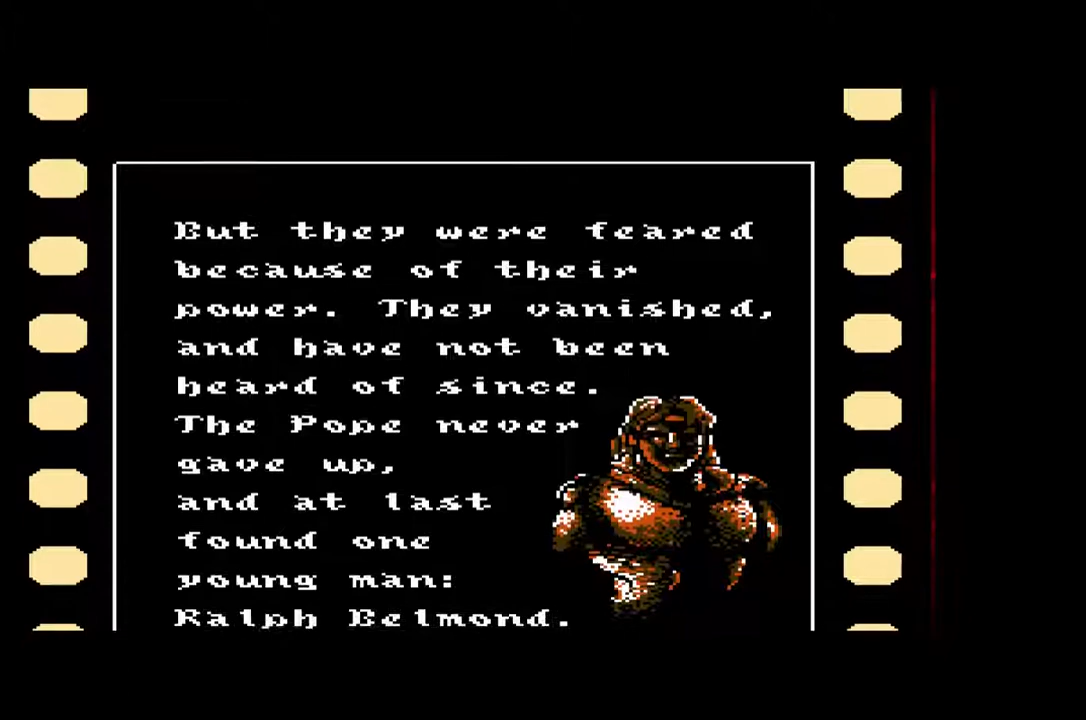 But they were feared
because of their
power. They vanished,
and have not been
heard of since.
The Pope never
gave up,
and at last
found one
young man:
Ralph Belmond.